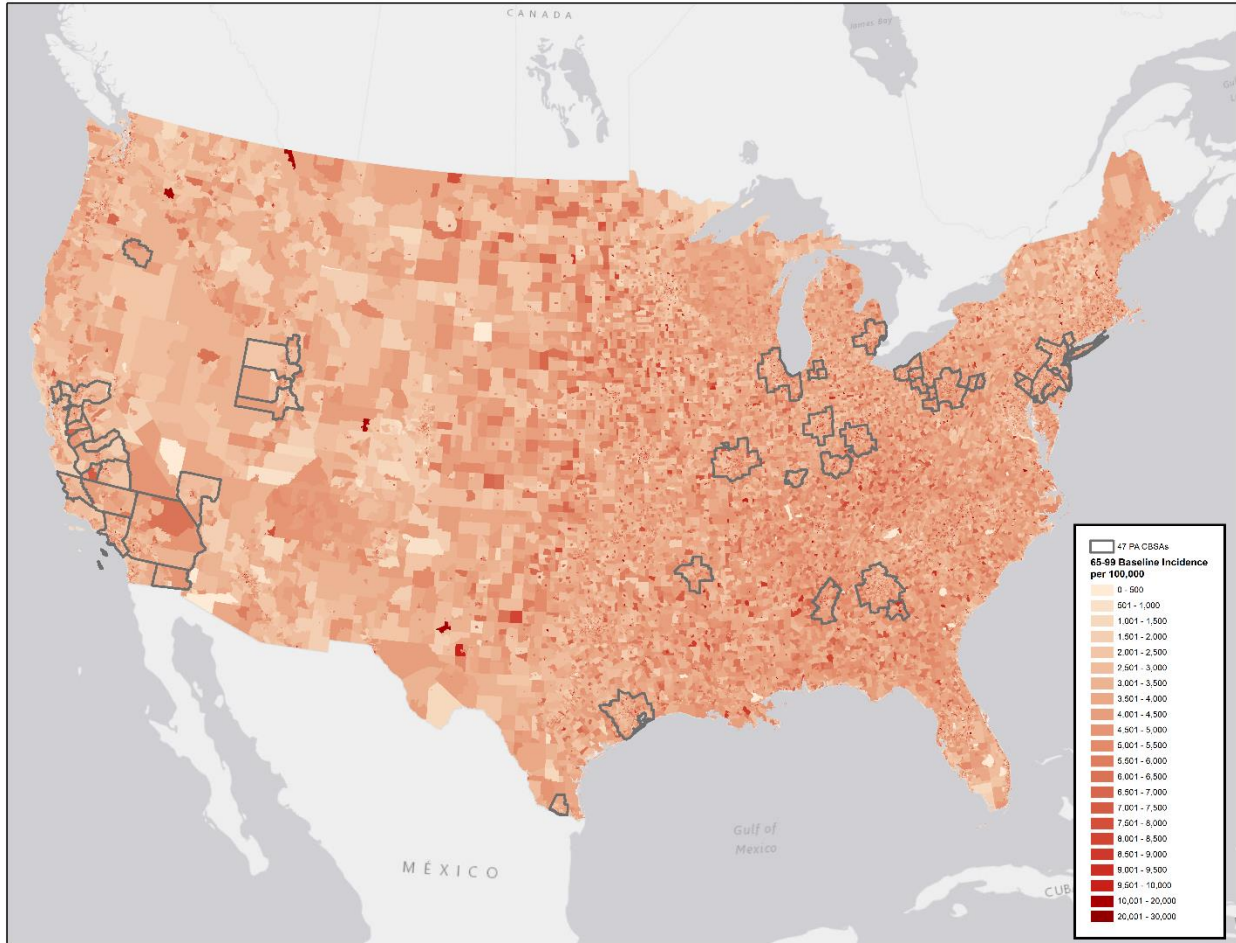 CANADA
James Bay
MÉXICO
Gulf of
Mexico
47 PA CBSAs
65-99 Baseline Incidence
per 100,000
0 - 500
501 - 1,000
1,001 - 1,500
1,501 - 2,000
2,001 - 2,500
2,501 - 3,000
3,001 - 3,500
3,501 - 4,000
4,001 - 4,500
4,501 - 5,000
5,001 - 5,500
5,501 - 6,000
6,001 - 6,500
6,501 - 7,000
7,001 - 7,500
7,501 - 8,000
8,001 - 8,500
8,501 - 9,000
9,001 - 9,500
9,501 - 10,000
10,001 - 20,000
20,001 - 30,000
CUB